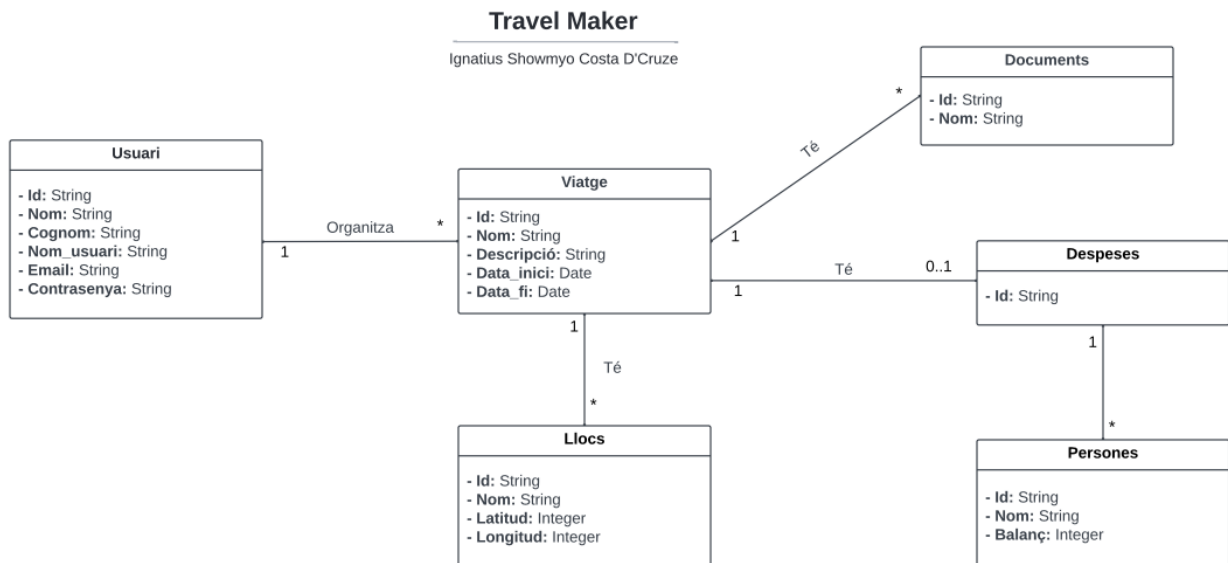 Travel Maker
Ignatius Showmyo Costa D'Cruze
Usuari
- Id: String
- Nom: String
- Cognom: String
- Nom_usuari: String
- Email: String
- Contrasenya: String
1
Organitza
*
Viatge
- Id: String
- Nom: String
- Descripció: String
- Data_inici: Date
- Data_fi: Date
1
Té
*
Documents
- Id: String
- Nom: String
1
Té
0..1
Despeses
- Id: String
1
*
Persones
- Id: String
- Nom: String
- Balanç: Integer
1
Té
*
Llocs
- Id: String
- Nom: String
- Latitud: Integer
- Longitud: Integer